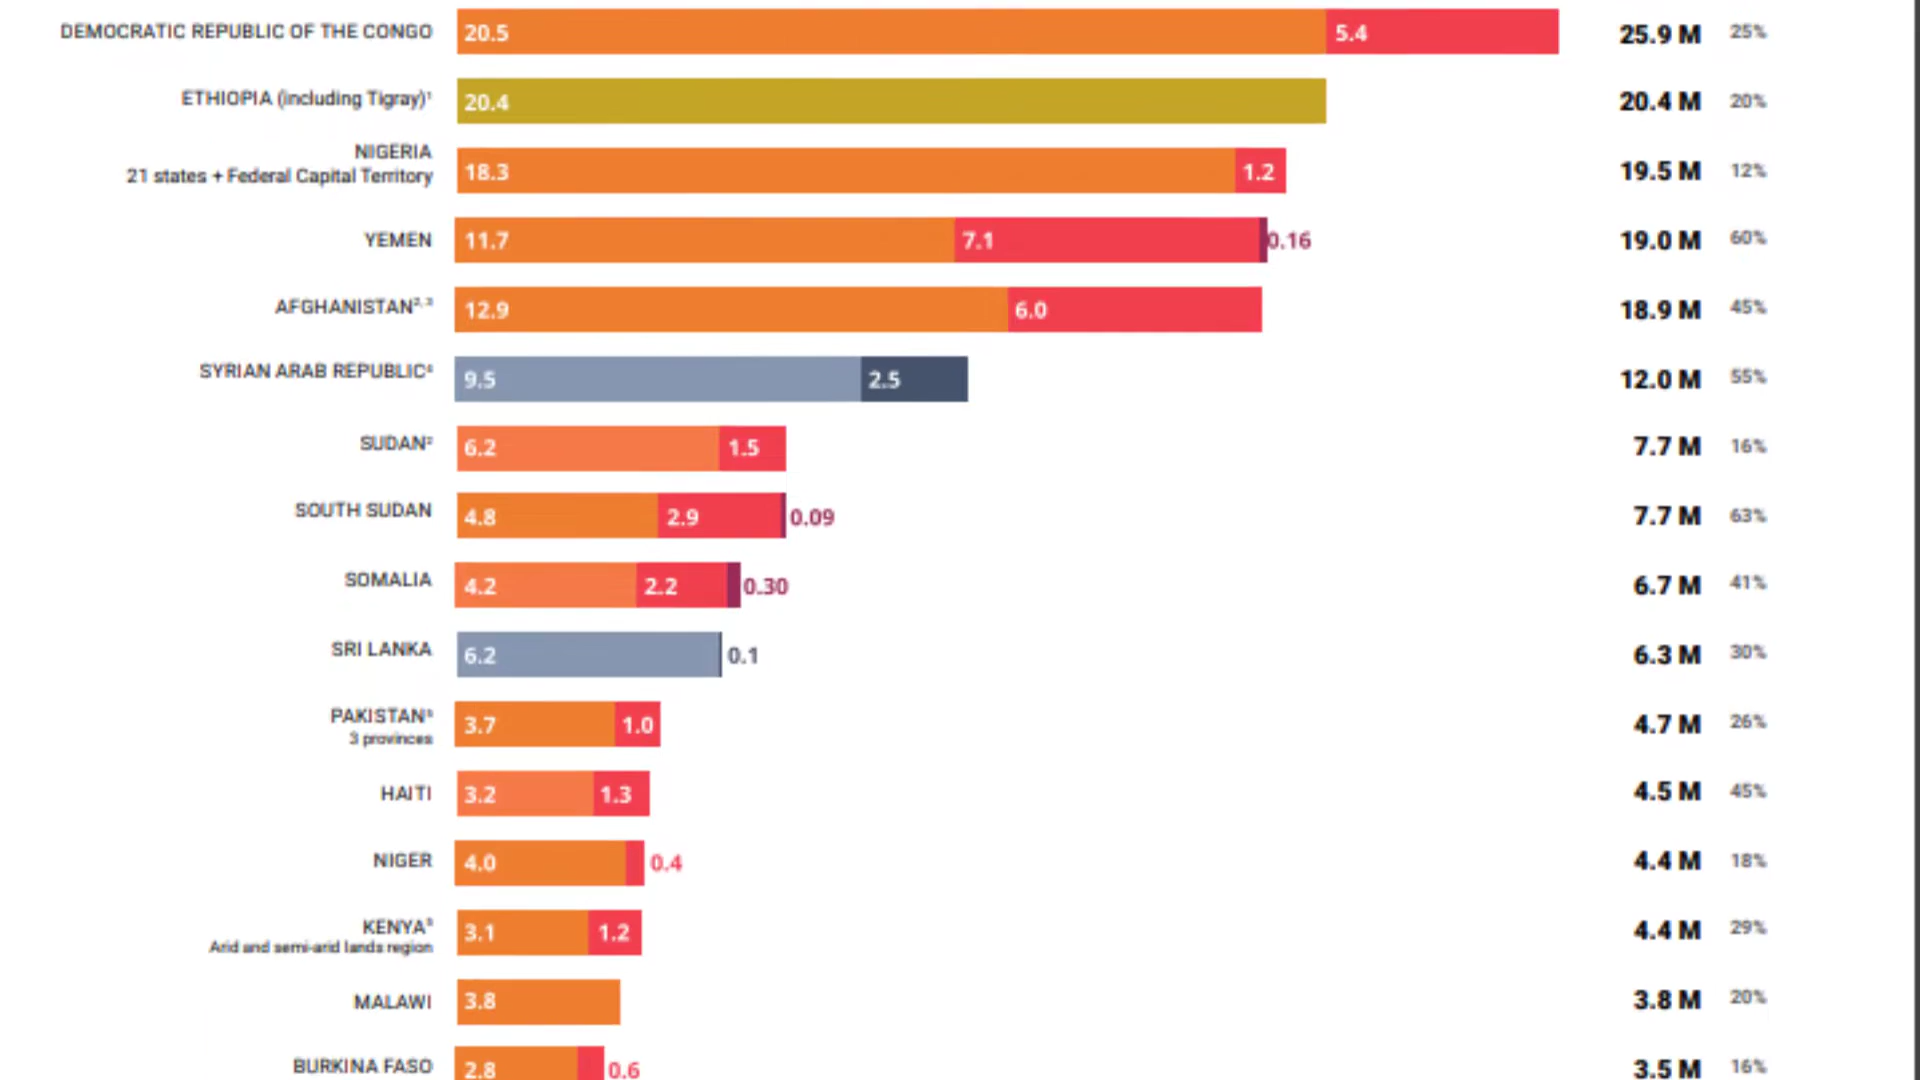 DEMOCRATIC REPUBLIC OF THE CONGO 20.5 5.4 25.9 M 25%
ETHIOPIA (including Tigray)¹ 20.4 20.4 M 20%
NIGERIA
21 states + Federal Capital Territory 18.3 1.2 19.5 M 12%
YEMEN 11.7 7.1 0.16 19.0 M 60%
AFGHANISTAN²,³ 12.9 6.0 18.9 M 45%
SYRIAN ARAB REPUBLIC⁴ 9.5 2.5 12.0 M 55%
SUDAN² 6.2 1.5 7.7 M 16%
SOUTH SUDAN 4.8 2.9 0.09 7.7 M 63%
SOMALIA 4.2 2.2 0.30 6.7 M 41%
SRI LANKA 6.2 0.1 6.3 M 30%
PAKISTAN⁵ 3.7 1.0 4.7 M 26%
3 provinces
HAITI 3.2 1.3 4.5 M 45%
NIGER 4.0 0.4 4.4 M 18%
KENYA⁵ 3.1 1.2 4.4 M 29%
Arid and semi-arid lands region
MALAWI 3.8 3.8 M 20%
BURKINA FASO 2.8 0.6 3.5 M 16%